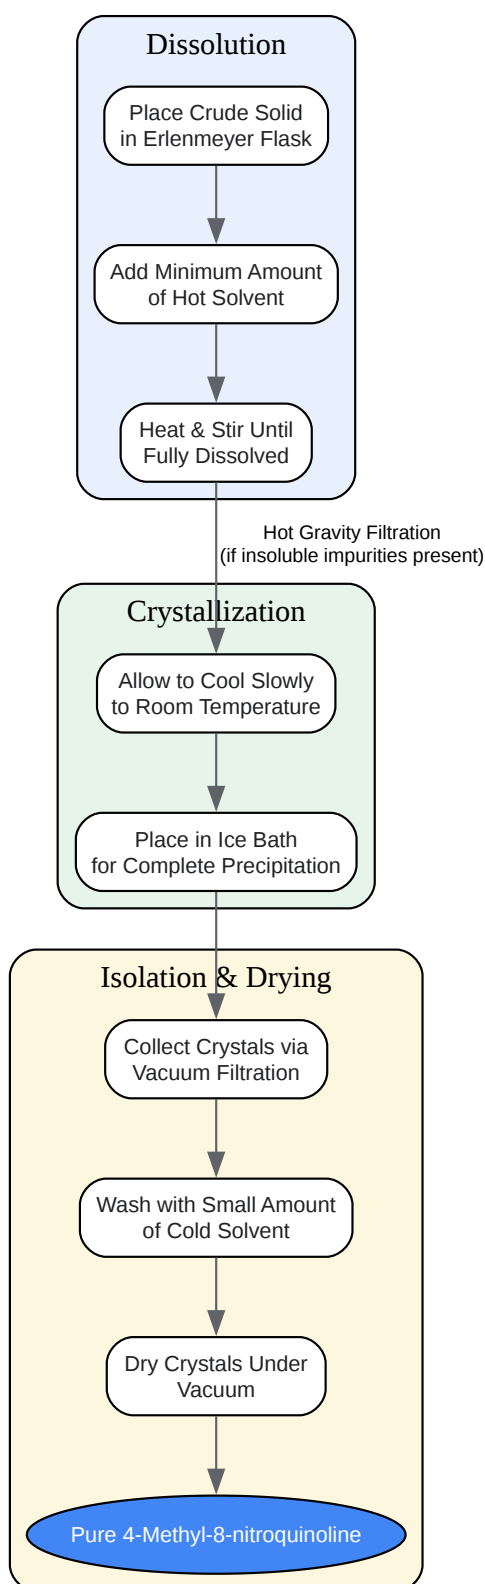 Dissolution
Place Crude Solid
in Erlenmeyer Flask
Add Minimum Amount
of Hot Solvent
Heat & Stir Until
Fully Dissolved
Hot Gravity Filtration
(if insoluble impurities present)
Crystallization
Allow to Cool Slowly
to Room Temperature
Place in Ice Bath
for Complete Precipitation
Isolation & Drying
Collect Crystals via
Vacuum Filtration
Wash with Small Amount
of Cold Solvent
Dry Crystals Under
Vacuum
Pure 4-Methyl-8-nitroquinoline